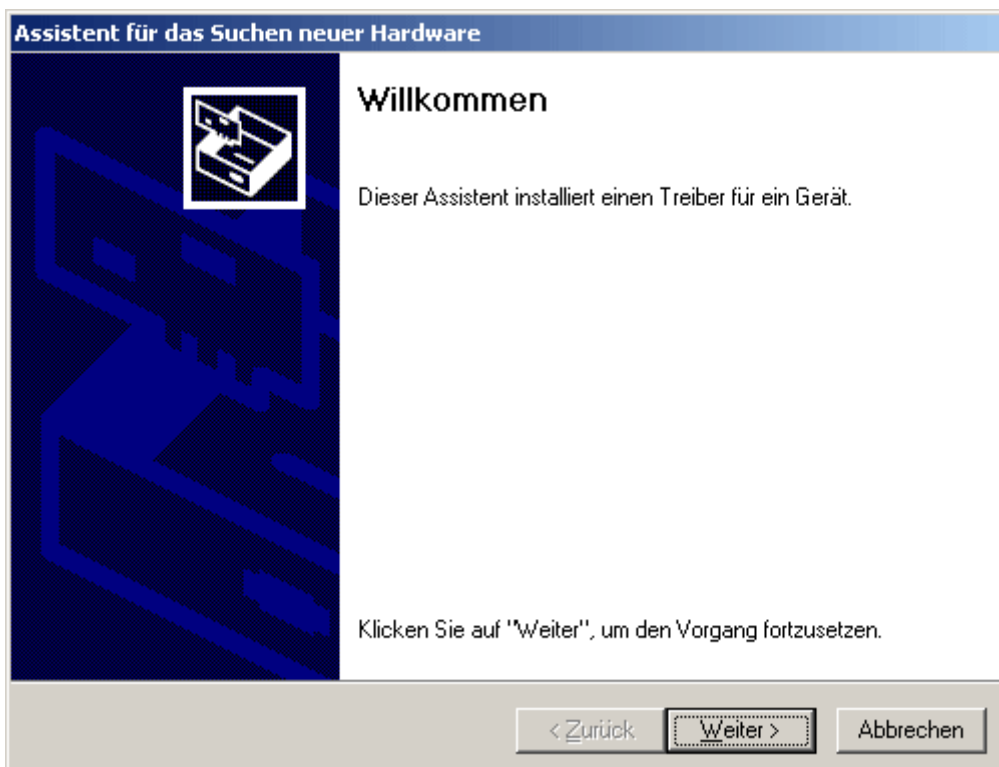 Assistent für das Suchen neuer Hardware
Willkommen
Dieser Assistent installiert einen Treiber für ein Gerät.
Klicken Sie auf "Weiter", um den Vorgang fortzusetzen.
< Zurück
Weiter >
Abbrechen